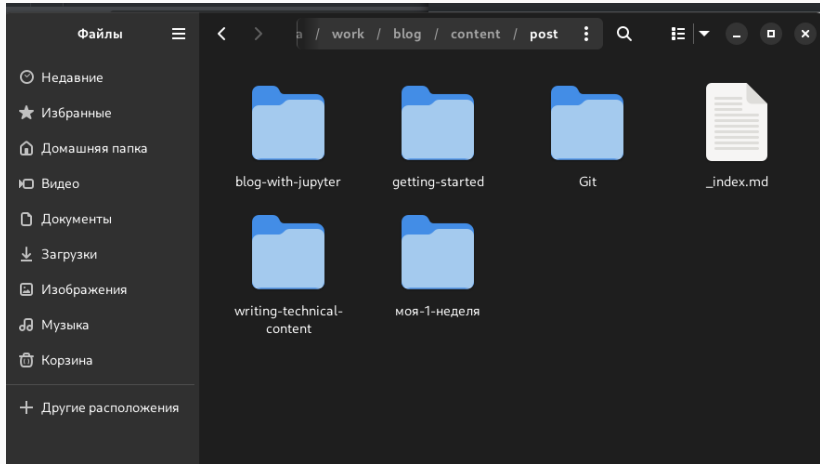 Файлы
a / work / blog / content / post
Недавние
Избранные
Домашняя папка
Видео
Документы
Загрузки
Изображения
Музыка
Корзина
Другие расположения
blog-with-jupyter
getting-started
Git
_index.md
writing-technical-
content
моя-1-неделя